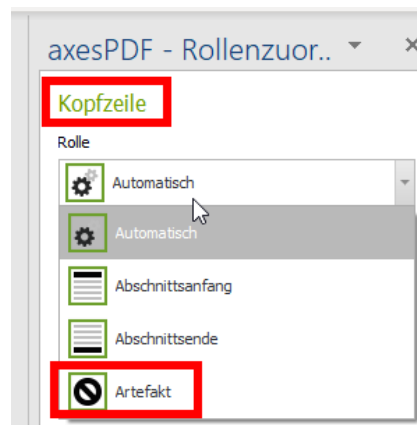 axesPDF - Rollenzuor..
Kopfzeile
Rolle
Automatisch
Automatisch
Abschnittsanfang
Abschnittsende
Artefakt